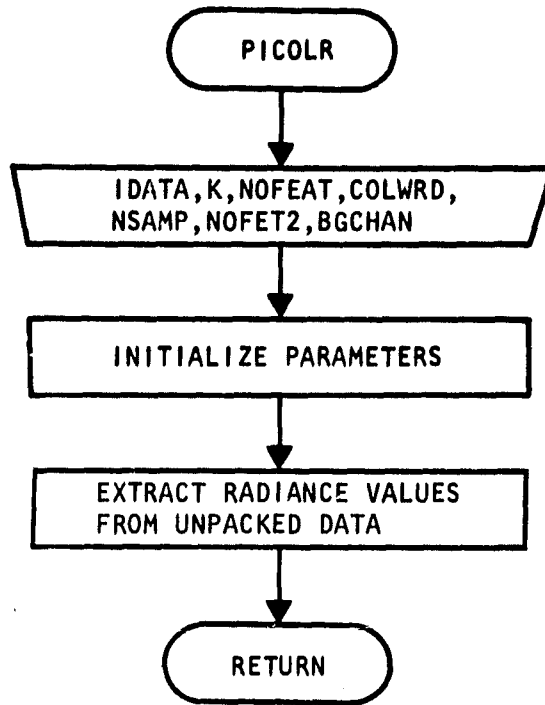 PICOLR
IDATA,K,NOFEAT,COLWRD,
NSAMP,NOFET2,BGCHAN
INITIALIZE PARAMETERS
EXTRACT RADIANCE VALUES
FROM UNPACKED DATA
RETURN